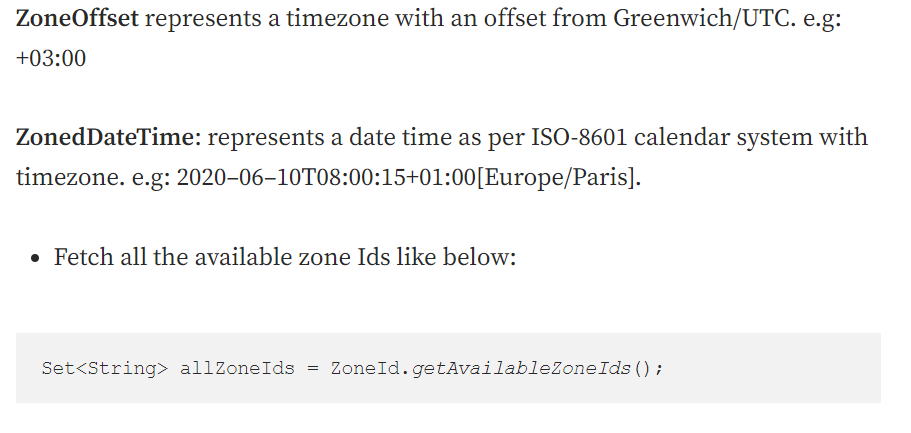 ZoneOffset represents a timezone with an offset from Greenwich/UTC. e.g:
+03:00
ZonedDateTime: represents a date time as per ISO-8601 calendar system with
timezone. e.g: 2020–06–10T08:00:15+01:00[Europe/Paris].
• Fetch all the available zone Ids like below:
Set<String> allZoneIds = ZoneId.getAvailableZoneIds();